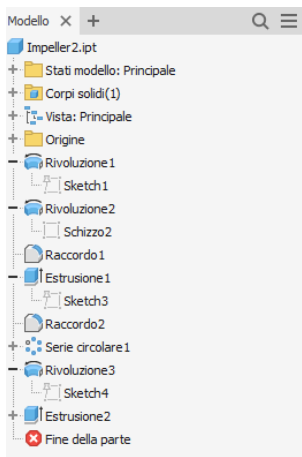 Modello
Impeller2.ipt
Stati modello: Principale
Corpi solidi(1)
Vista: Principale
Origine
Rivoluzione1
Sketch1
Rivoluzione2
Schizzo2
Raccordo1
Estrusione1
Sketch3
Raccordo2
Serie circolare1
Rivoluzione3
Sketch4
Estrusione2
Fine della parte